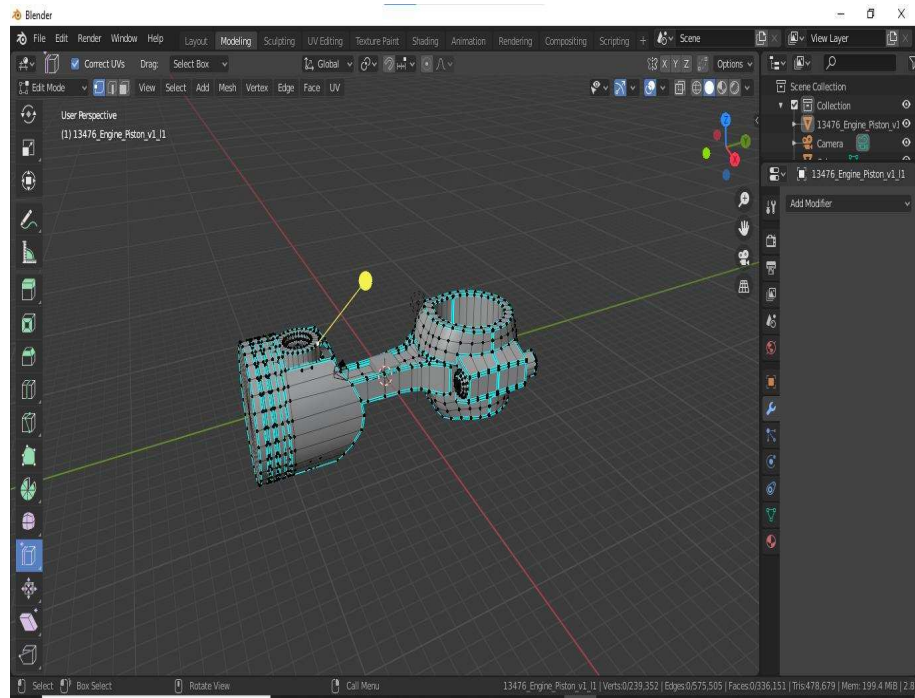 Blender
File Edit Render Window Help Layout Modeling Sculpting UV Editing Texture Paint Shading Animation Rendering Compositing Scripting + Scene View Layer
Correct UVs Drag: Select Box Global X Y Z Options
Edit Mode View Select Add Mesh Vertex Edge Face UV
User Perspective
(1) 13476_Engine_Piston_v1_l1
Z
Y
X
Scene Collection
Collection
13476_Engine_Piston_v1
Camera
13476_Engine_Piston_v1_l1
Add Modifier
Select Box Select Rotate View Call Menu 13476_Engine_Piston_v1_l1 | Verts:0/239,352 | Edges:0/575,505 | Faces:0/336,151 | Tris:478,679 | Mem: 199.4 MiB | 2.8